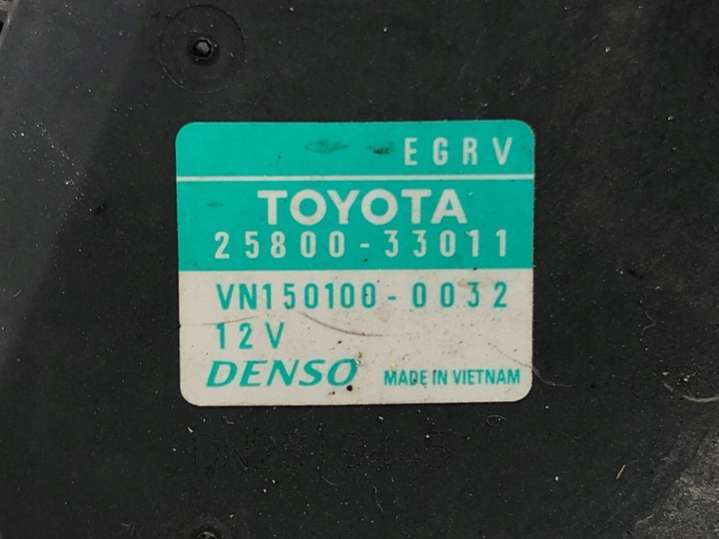 EGRV
TOYOTA
25800-33011
VN150100-0032
12V
DENSO MADE IN VIETNAM